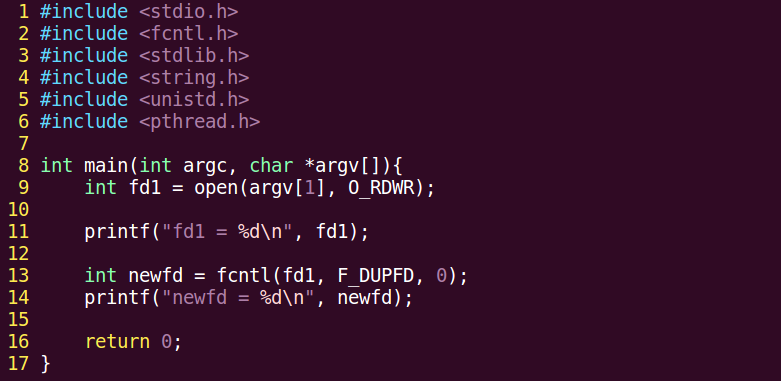 1 #include <stdio.h>
2 #include <fcntl.h>
3 #include <stdlib.h>
4 #include <string.h>
5 #include <unistd.h>
6 #include <pthread.h>
7
8 int main(int argc, char *argv[]){
9     int fd1 = open(argv[1], O_RDWR);
10
11     printf("fd1 = %d\n", fd1);
12
13     int newfd = fcntl(fd1, F_DUPFD, 0);
14     printf("newfd = %d\n", newfd);
15
16     return 0;
17 }